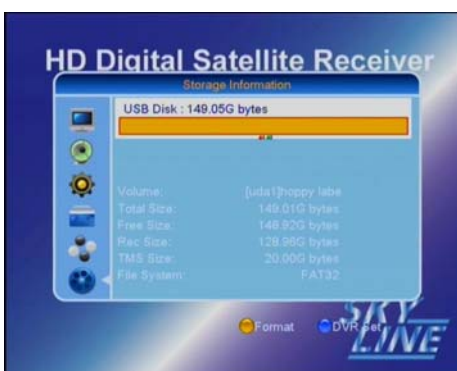 HD Digital Satellite Receiver
Storage Information
USB Disk : 149.05G bytes
Volume: [uda1]hoppy labe
Total Size: 149.01G bytes
Free Size: 148.92G bytes
Rec Size: 128.96G bytes
TMS Size: 20.00G bytes
File System: FAT32
Format DVR Set
SKY
LINE